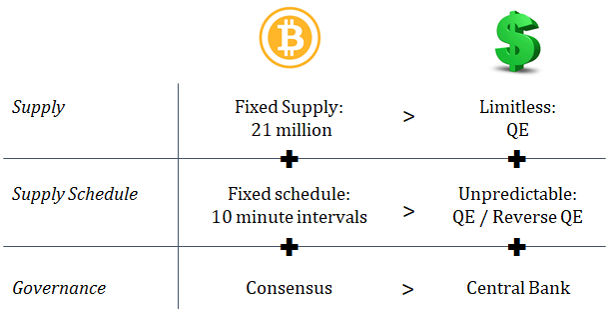 Supply
Fixed Supply:
21 million
>
Limitless:
QE
Supply Schedule
Fixed schedule:
10 minute intervals
>
Unpredictable:
QE / Reverse QE
Governance
Consensus
>
Central Bank